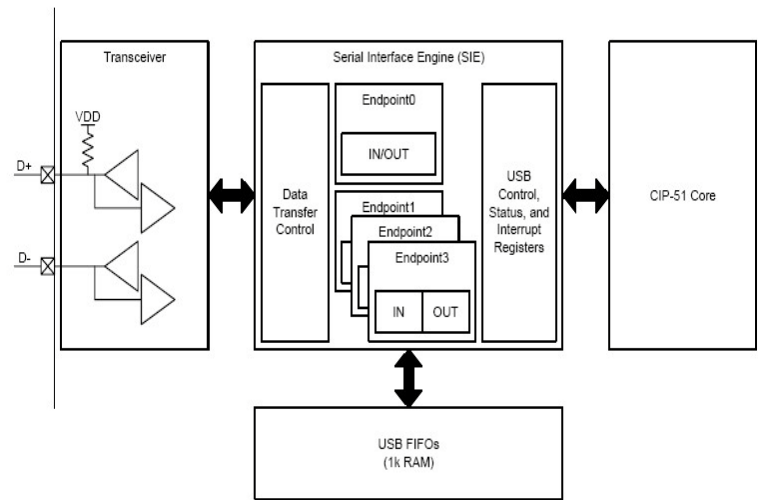 Transceiver
VDD
D+
D-
Serial Interface Engine (SIE)
Data
Transfer
Control
Endpoint0
IN/OUT
Endpoint1
Endpoint2
Endpoint3
IN OUT
USB
Control,
Status, and
Interrupt
Registers
CIP-51 Core
USB FIFOs
(1k RAM)